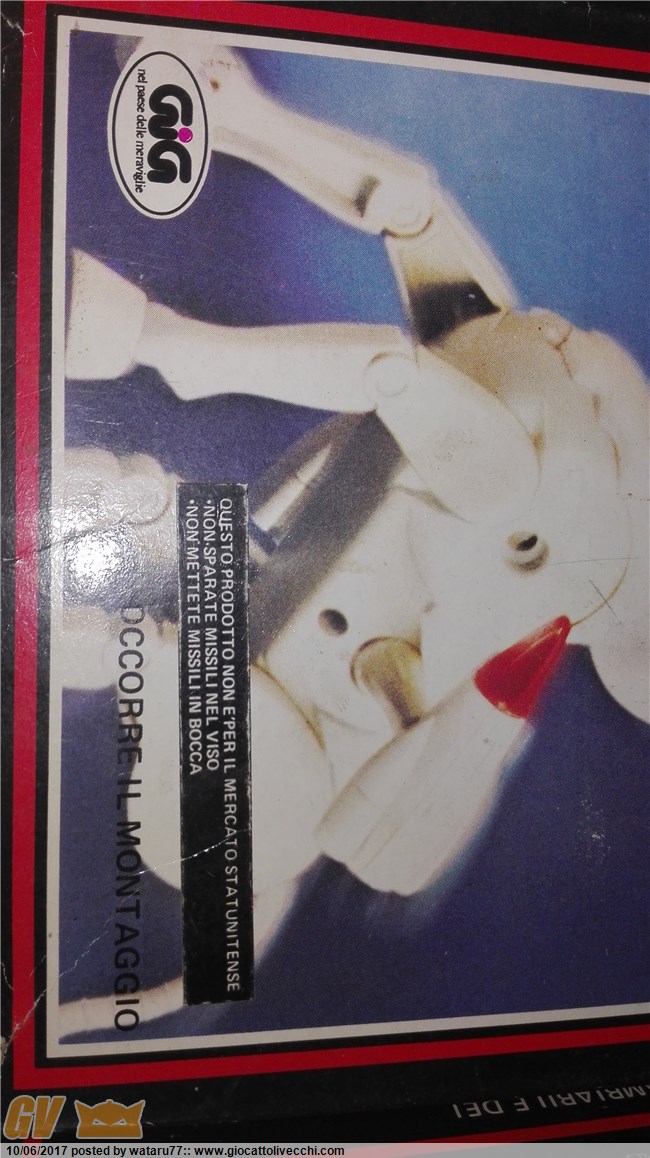 GiG
nel paese delle meraviglie
QUESTO PRODOTTO NON E' PER IL MERCATO STATUNITENSE
•NON SPARATE MISSILI NEL VISO
•NON METTETE MISSILI IN BOCCA
OCCORRE IL MONTAGGIO
E DEI
GV
10/06/2017 posted by wataru77:: www.giocattolivecchi.com